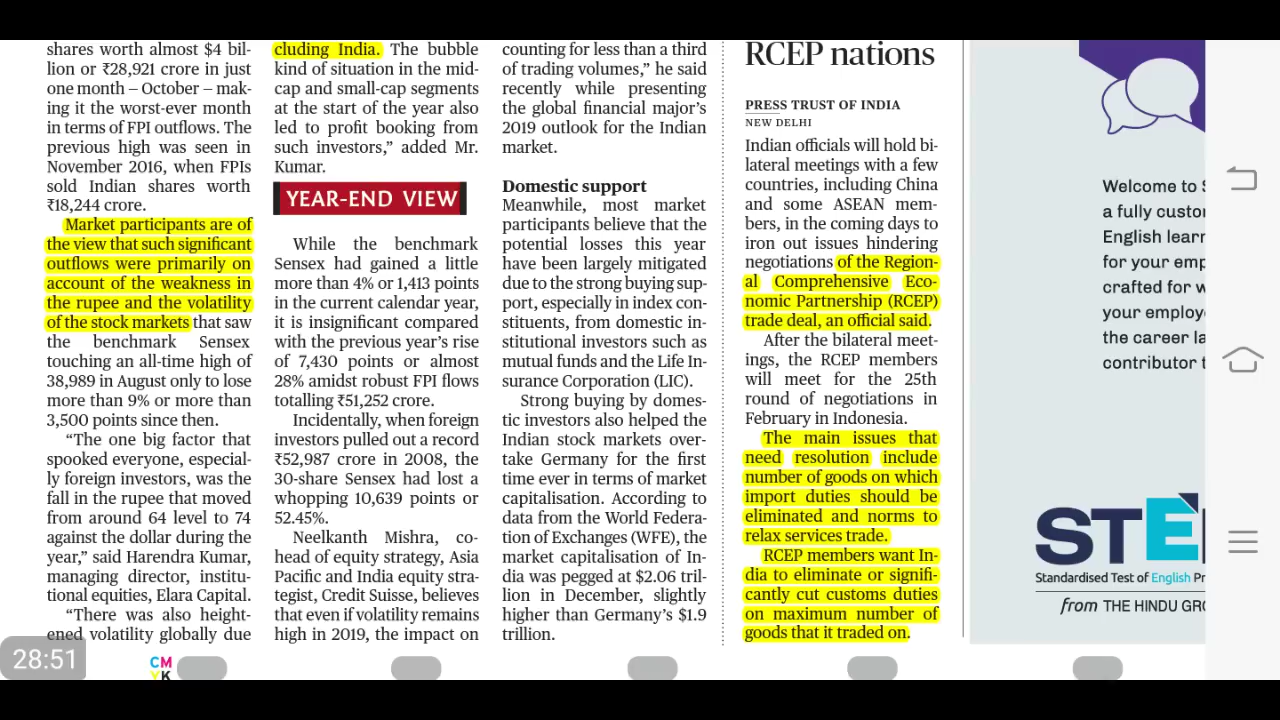 shares worth almost $4 bil-
lion or ₹28,921 crore in just
one month – October – mak-
ing it the worst-ever month
in terms of FPI outflows. The
previous high was seen in
November 2016, when FPIs
sold Indian shares worth
₹18,244 crore.
Market participants are of
the view that such significant
outflows were primarily on
account of the weakness in
the rupee and the volatility
of the stock markets that saw
the benchmark Sensex
touching an all-time high of
38,989 in August only to lose
more than 9% or more than
3,500 points since then.
“The one big factor that
spooked everyone, especial-
ly foreign investors, was the
fall in the rupee that moved
from around 64 level to 74
against the dollar during the
year,” said Harendra Kumar,
managing director, institu-
tional equities, Elara Capital.
“There was also height-
ened volatility globally due
cluding India. The bubble
kind of situation in the mid-
cap and small-cap segments
at the start of the year also
led to profit booking from
such investors,” added Mr.
Kumar.
YEAR-END VIEW
While the benchmark
Sensex had gained a little
more than 4% or 1,413 points
in the current calendar year,
it is insignificant compared
with the previous year’s rise
of 7,430 points or almost
28% amidst robust FPI flows
totalling ₹51,252 crore.
Incidentally, when foreign
investors pulled out a record
₹52,987 crore in 2008, the
30-share Sensex had lost a
whopping 10,639 points or
52.45%.
Neelkanth Mishra, co-
head of equity strategy, Asia
Pacific and India equity stra-
tegist, Credit Suisse, believes
that even if volatility remains
high in 2019, the impact on
counting for less than a third
of trading volumes,” he said
recently while presenting
the global financial major’s
2019 outlook for the Indian
market.
Domestic support
Meanwhile, most market
participants believe that the
potential losses this year
have been largely mitigated
due to the strong buying sup-
port, especially in index con-
stituents, from domestic in-
stitutional investors such as
mutual funds and the Life In-
surance Corporation (LIC).
Strong buying by domes-
tic investors also helped the
Indian stock markets over-
take Germany for the first
time ever in terms of market
capitalisation. According to
data from the World Federa-
tion of Exchanges (WFE), the
market capitalisation of In-
dia was pegged at $2.06 tril-
lion in December, slightly
higher than Germany’s $1.9
trillion.
RCEP nations
PRESS TRUST OF INDIA
NEW DELHI
Indian officials will hold bi-
lateral meetings with a few
countries, including China
and some ASEAN mem-
bers, in the coming days to
iron out issues hindering
negotiations of the Region-
al Comprehensive Eco-
nomic Partnership (RCEP)
trade deal, an official said.
After the bilateral meet-
ings, the RCEP members
will meet for the 25th
round of negotiations in
February in Indonesia.
The main issues that
need resolution include
number of goods on which
import duties should be
eliminated and norms to
relax services trade.
RCEP members want In-
dia to eliminate or signifi-
cantly cut customs duties
on maximum number of
goods that it traded on.
Welcome to
a fully custo
English learn
for your emp
crafted for w
your employe
the career la
contributor t
STE
Standardised Test of English Pr
from THE HINDU GRO
28:51
CM
YK